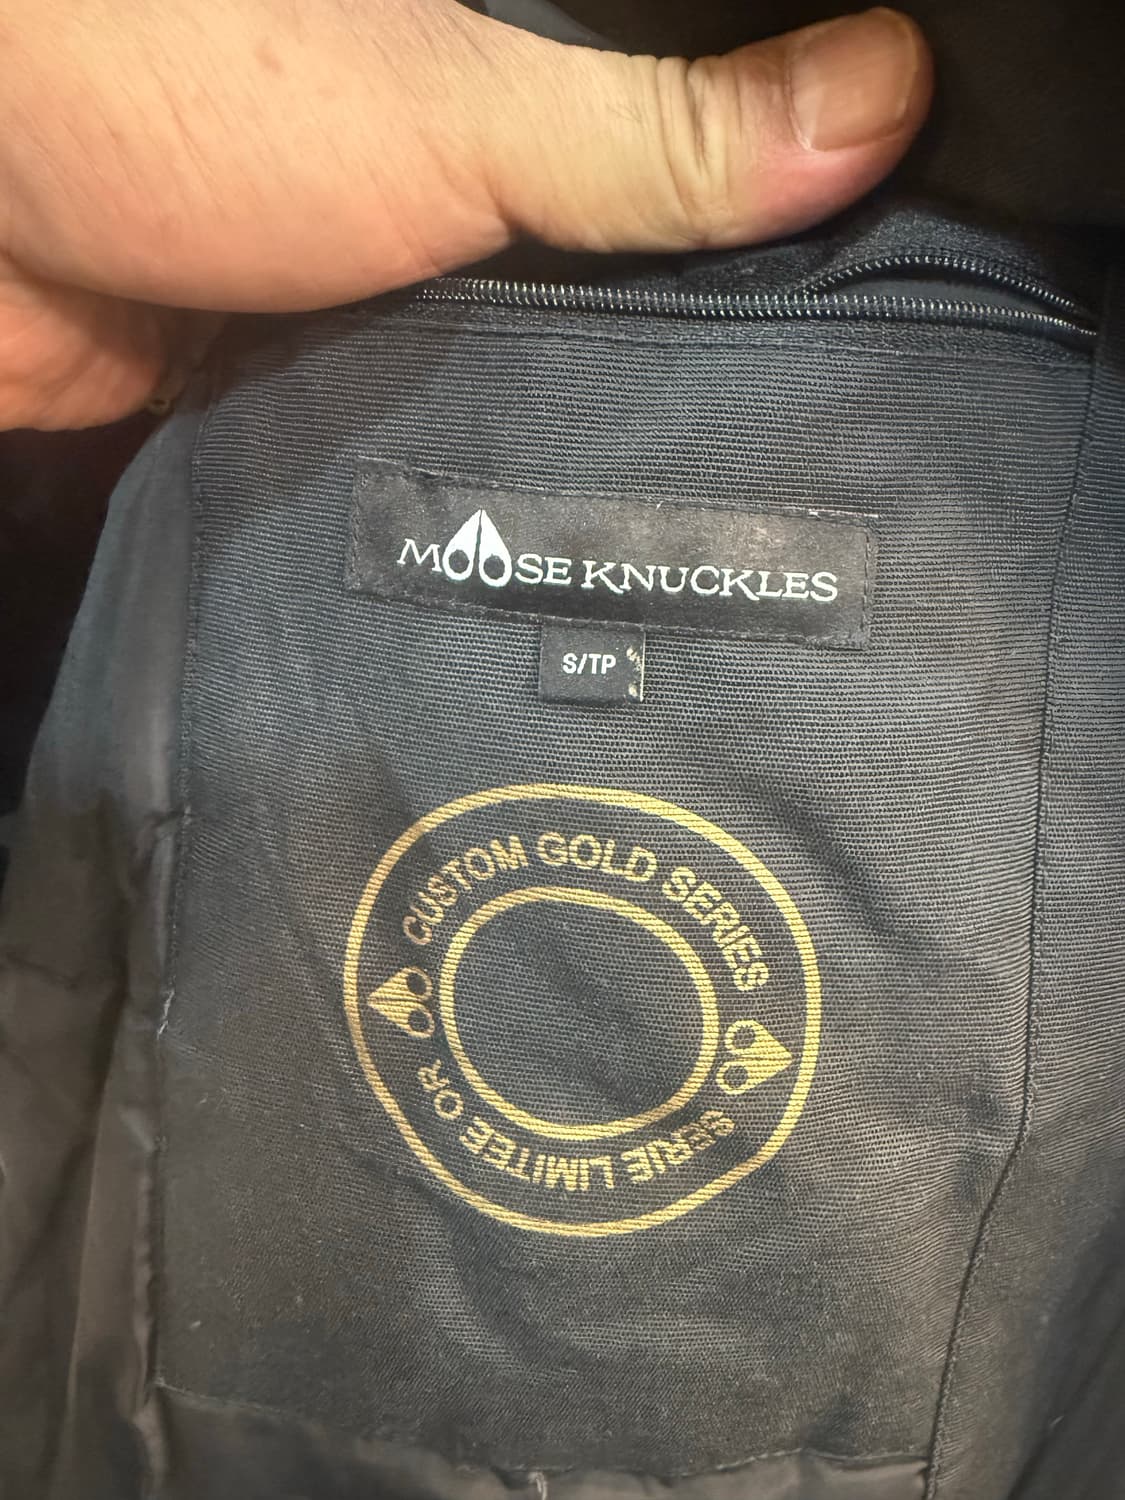 MOOSE KNUCKLES
S/TP
CUSTOM GOLD SERIES
SERIE LIMITEE OR